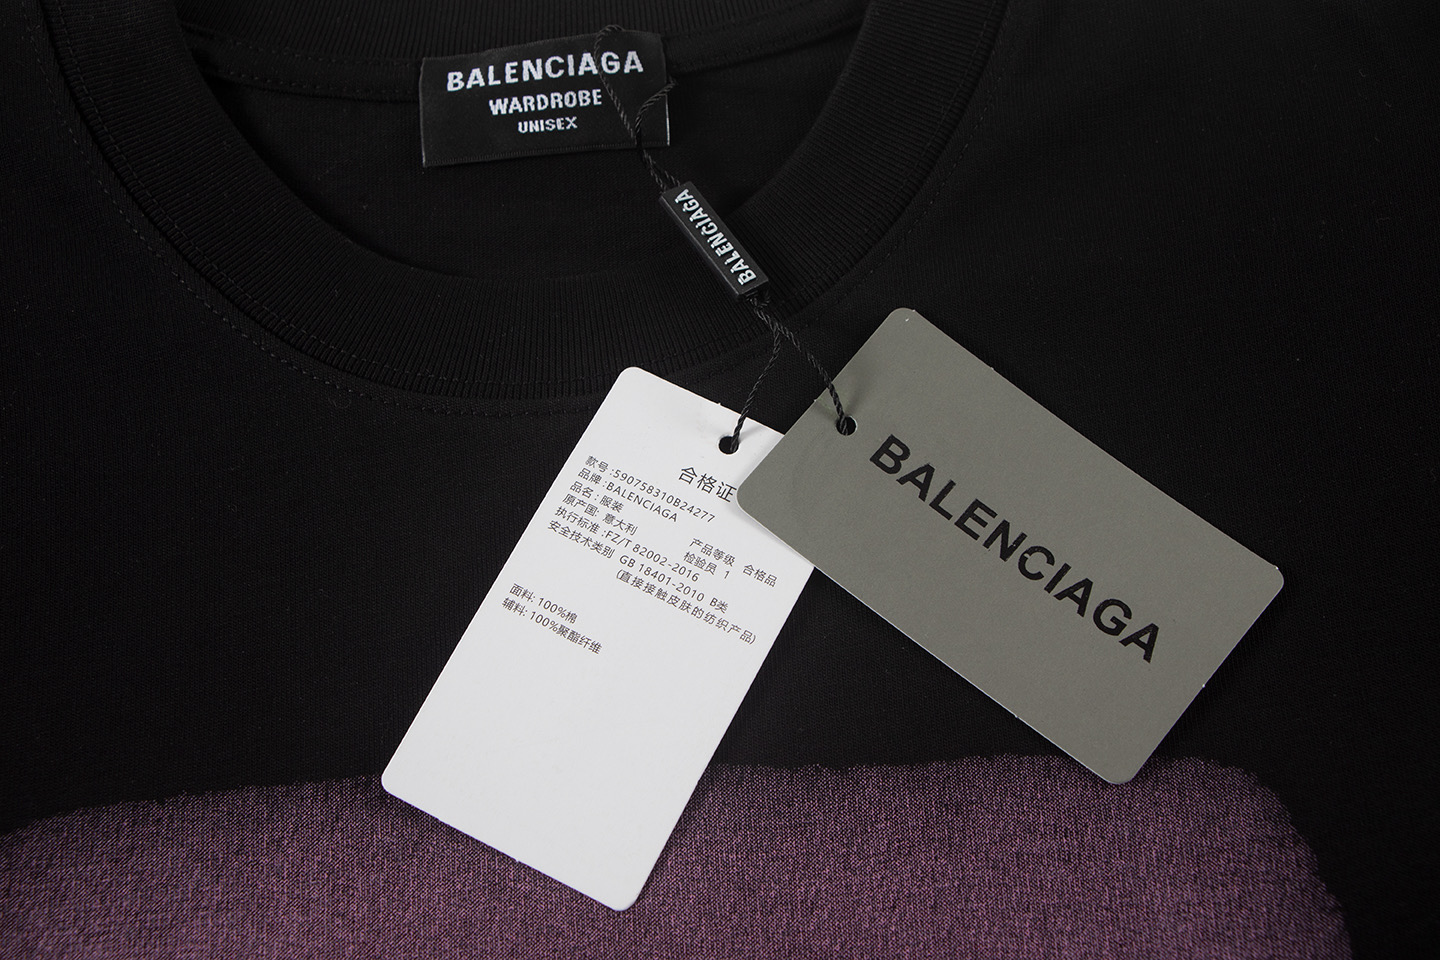 BALENCIAGA
WARDROBE
UNISEX
BALENCIAGA
合格证
款号:590758310B24277
品牌:BALENCIAGA
品名:服装
原产国: 意大利
产品等级 合格品
检验员 1
执行标准:FZ/T 82002-2016
安全技术类别 GB 18401-2010 B类
(直接接触皮肤的纺织产品)
面料: 100%棉
辅料: 100%聚酯纤维
BALENCIAGA